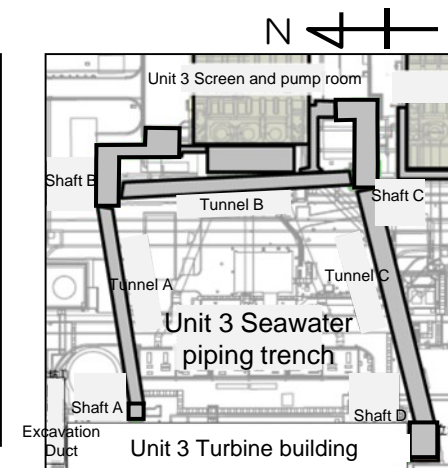 N
Unit 3 Screen and pump room
Shaft B
Shaft C
Tunnel B
Tunnel A
Tunnel C
Unit 3 Seawater
piping trench
Shaft A
Shaft D
Excavation
Duct
Unit 3 Turbine building